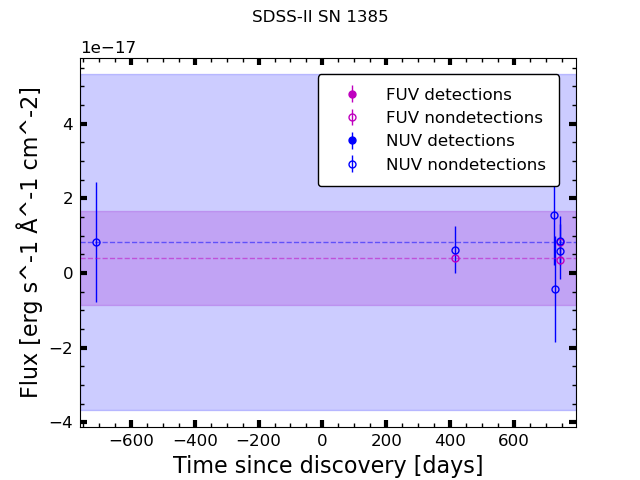 SDSS-II SN 1385
1e−17
FUV detections
FUV nondetections
NUV detections
NUV nondetections
4
2
0
−2
−4
Flux [erg s^-1 Å^-1 cm^-2]
−600 −400 −200 0 200 400 600
Time since discovery [days]